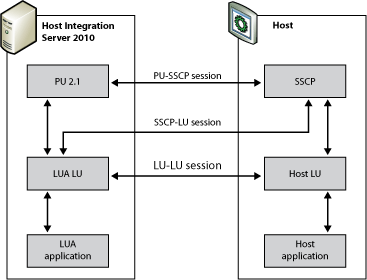 Host Integration
Server 2010
Host
PU 2.1
PU-SSCP session
SSCP
SSCP-LU session
LUA LU
LU-LU session
Host LU
LUA
application
Host
application